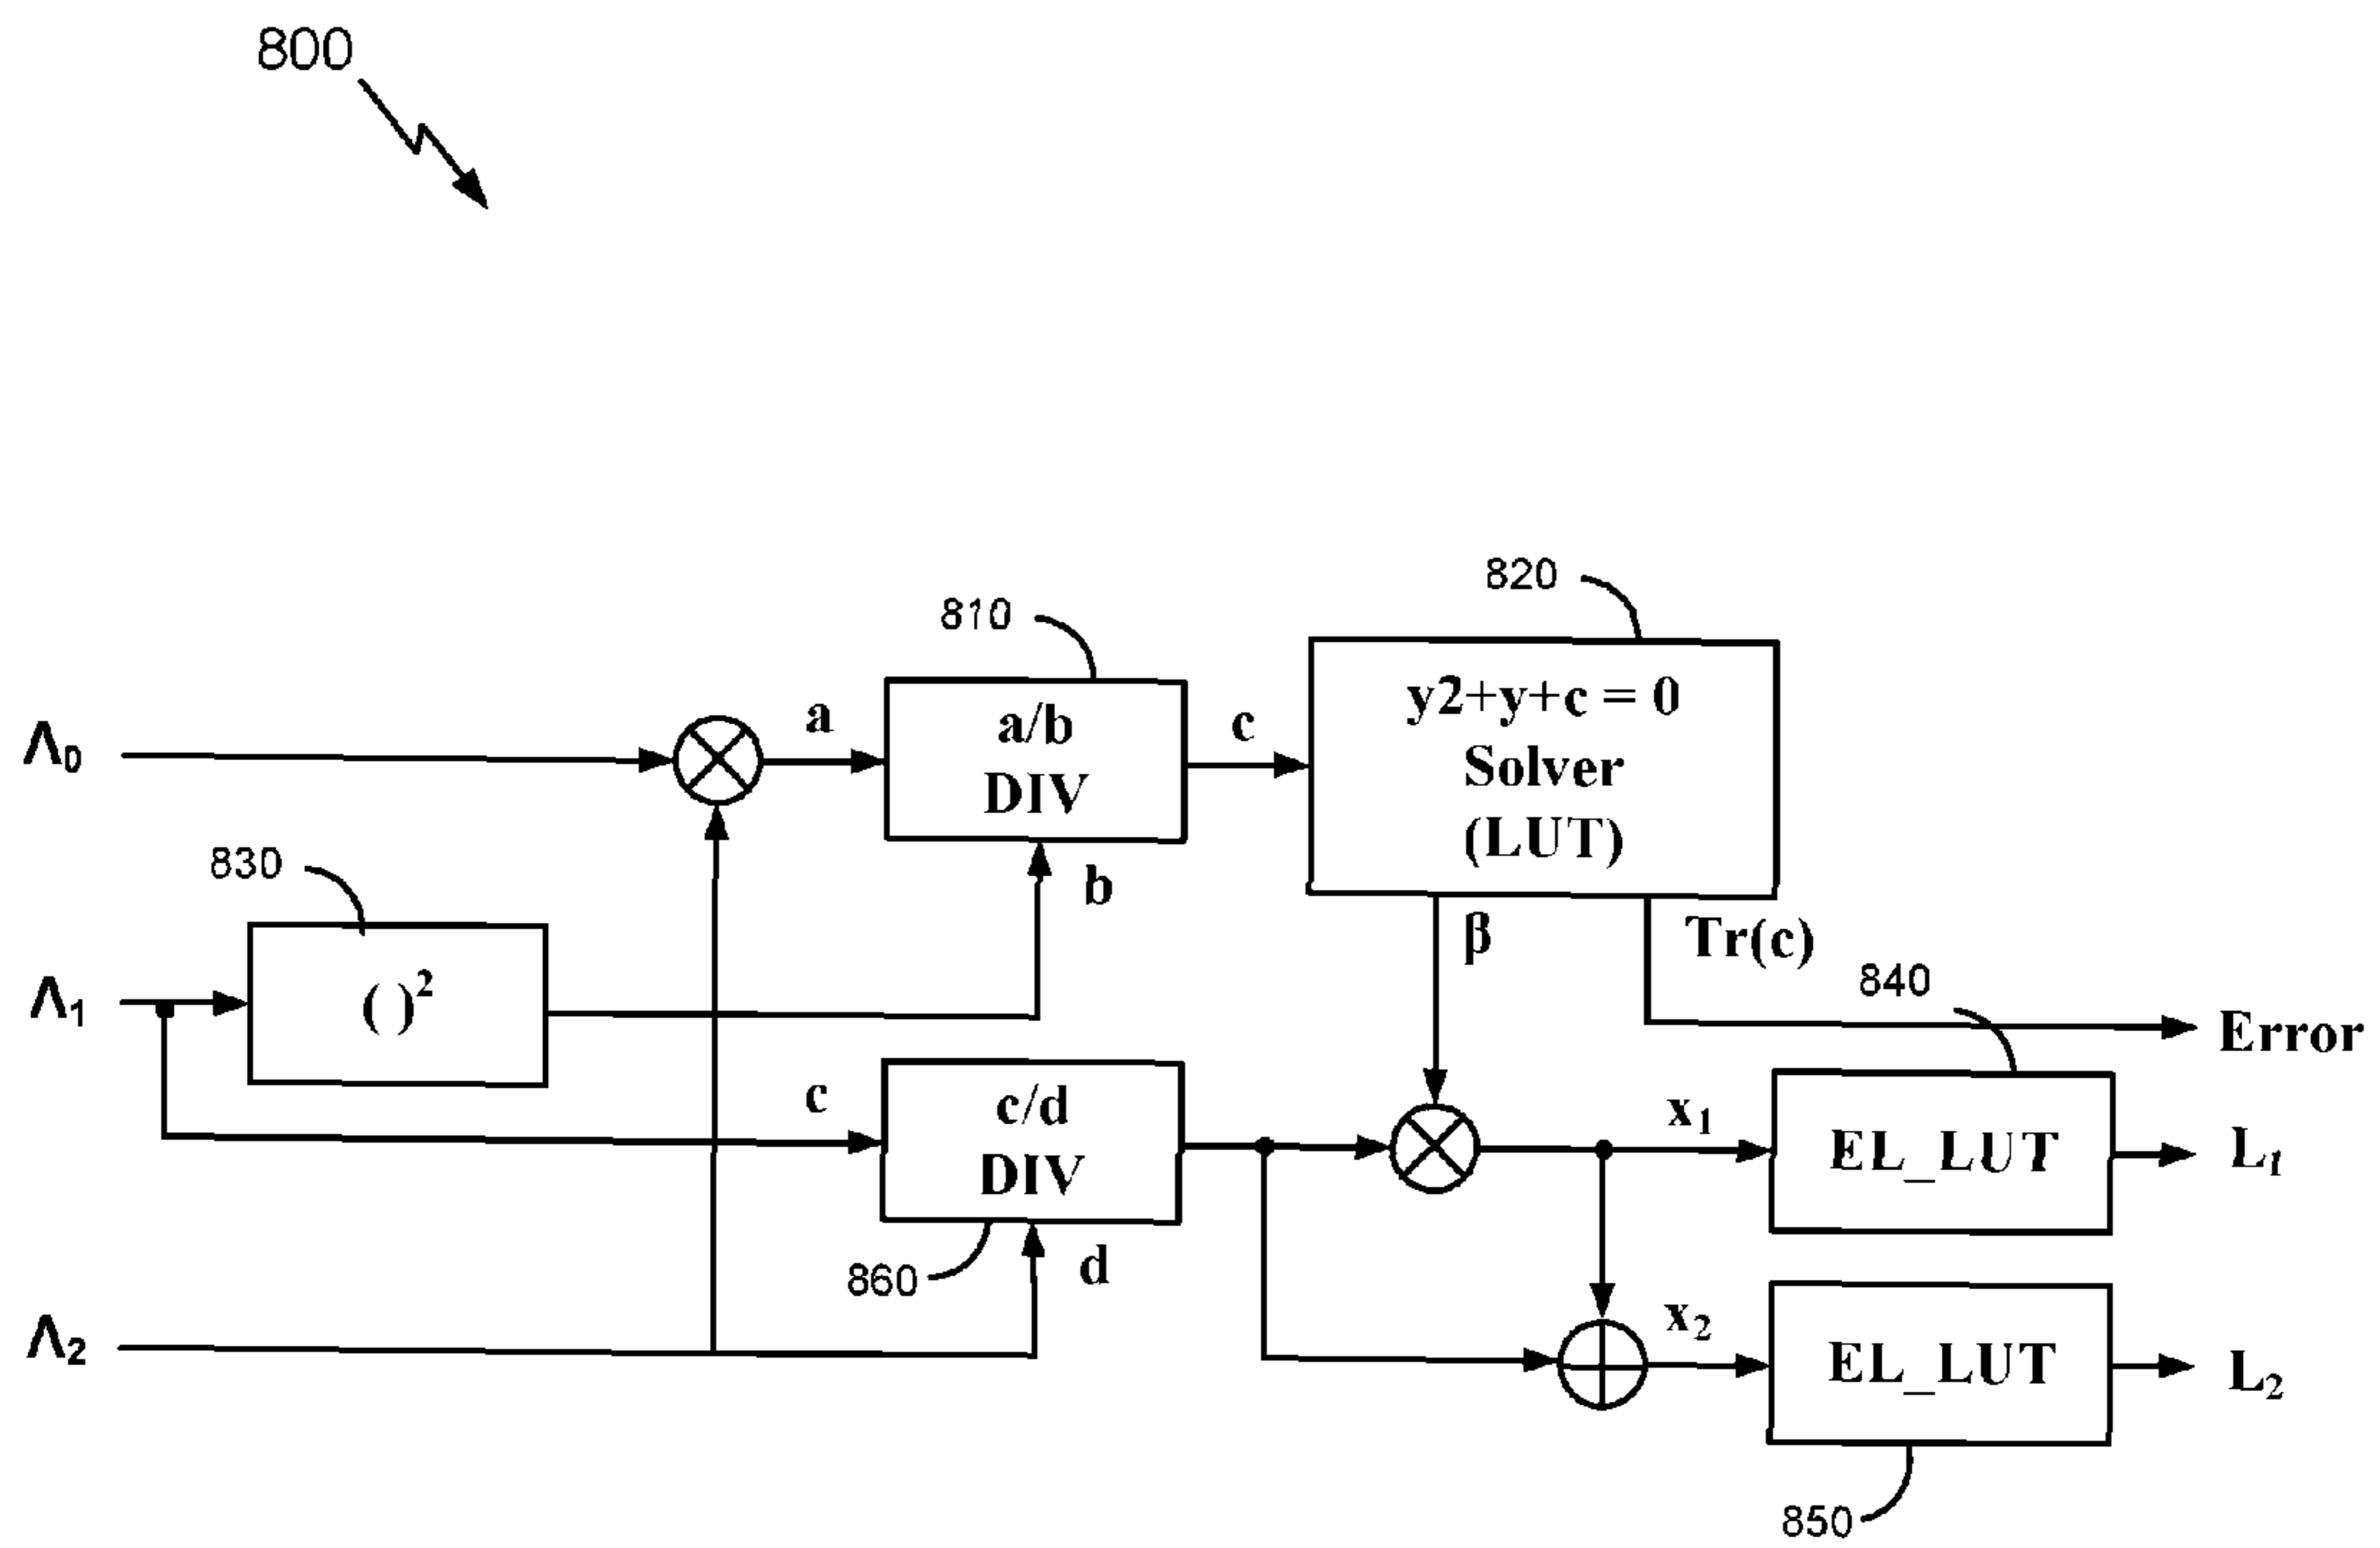 800
820
810
y2+y+c = 0
Solver
(LUT)
a/b
DIV
a
c
Λ₀
b
830
β
Tr(c)
( )²
Λ₁
840
Error
c
c/d
DIV
x₁
EL_LUT
L₁
860
d
x₂
Λ₂
EL_LUT
L₂
850